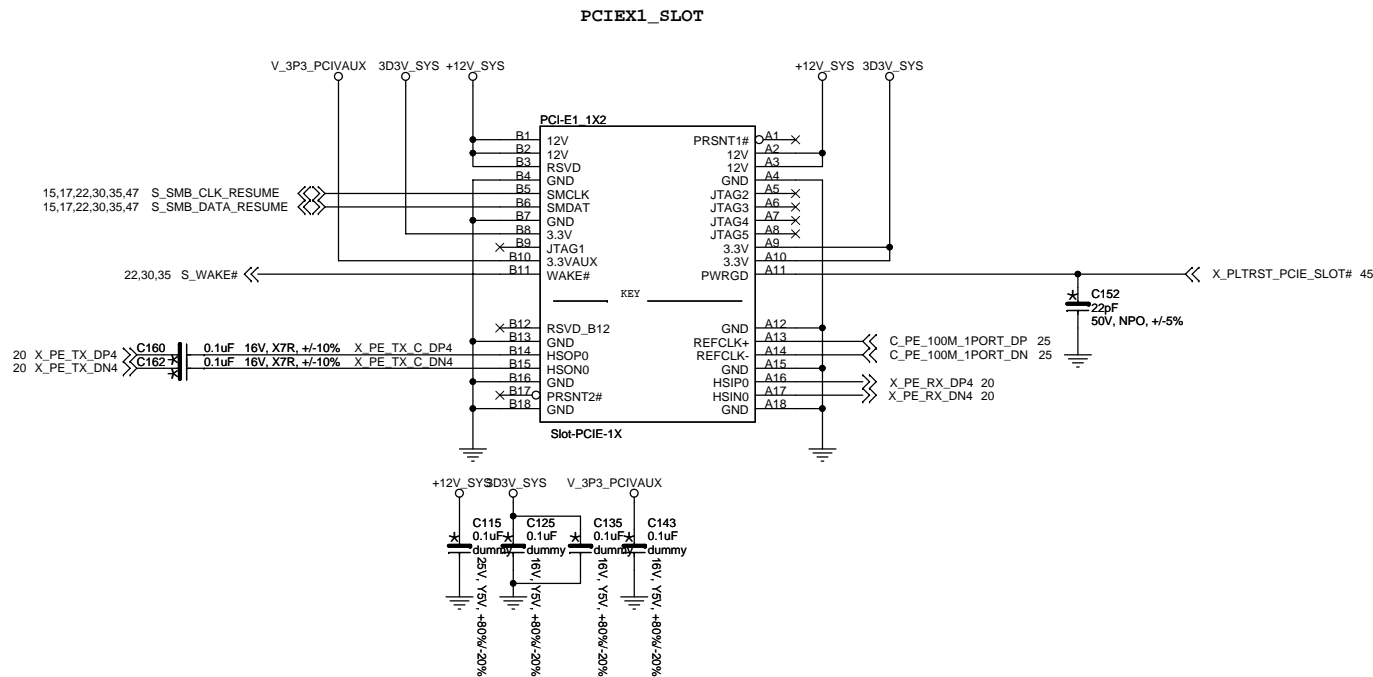 PCIEX1_SLOT
V_3P3_PCIVAUX 3D3V_SYS +12V_SYS
+12V_SYS 3D3V_SYS
PCI-E1_1X2
B1 12V PRSNT1# A1
B2 12V 12V A2
B3 RSVD 12V A3
B4 GND GND A4
15,17,22,30,35,47 S_SMB_CLK_RESUME B5 SMCLK JTAG2 A5
15,17,22,30,35,47 S_SMB_DATA_RESUME B6 SMDAT JTAG3 A6
B7 GND JTAG4 A7
B8 3.3V JTAG5 A8
B9 JTAG1 3.3V A9
B10 3.3VAUX 3.3V A10
22,30,35 S_WAKE# B11 WAKE# PWRGD A11 X_PLTRST_PCIE_SLOT# 45
KEY
C152
22pF
50V, NPO, +/-5%
B12 RSVD_B12 GND A12
B13 GND REFCLK+ A13 C_PE_100M_1PORT_DP 25
20 X_PE_TX_DP4 C160 0.1uF 16V, X7R, +/-10% X_PE_TX_C_DP4 B14 HSOP0 REFCLK- A14 C_PE_100M_1PORT_DN 25
20 X_PE_TX_DN4 C162 0.1uF 16V, X7R, +/-10% X_PE_TX_C_DN4 B15 HSON0 GND A15
B16 GND HSIP0 A16 X_PE_RX_DP4 20
B17 PRSNT2# HSIN0 A17 X_PE_RX_DN4 20
B18 GND GND A18
Slot-PCIE-1X
+12V_SYS 3D3V_SYS V_3P3_PCIVAUX
C115 C125 C135 C143
0.1uF 0.1uF 0.1uF 0.1uF
dummy dummy dummy dummy
25V, Y5V, +80%/-20%
16V, Y5V, +80%/-20%
16V, Y5V, +80%/-20%
16V, Y5V, +80%/-20%